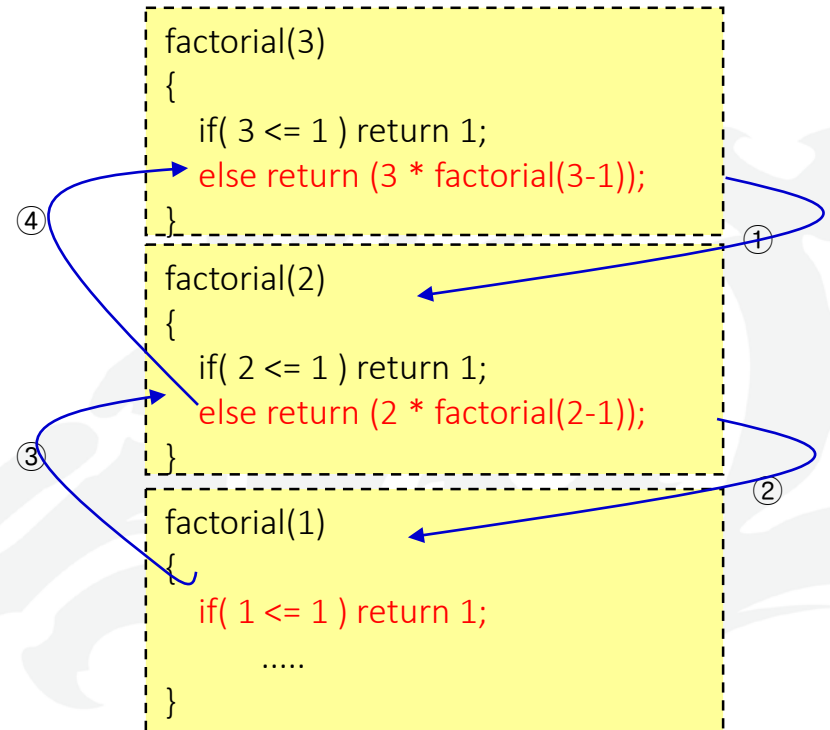 factorial(3)
{
if( 3 <= 1 ) return 1;
else return (3 * factorial(3-1));
}
④
①
factorial(2)
{
if( 2 <= 1 ) return 1;
else return (2 * factorial(2-1));
}
③
②
factorial(1)
{
if( 1 <= 1 ) return 1;
.....
}